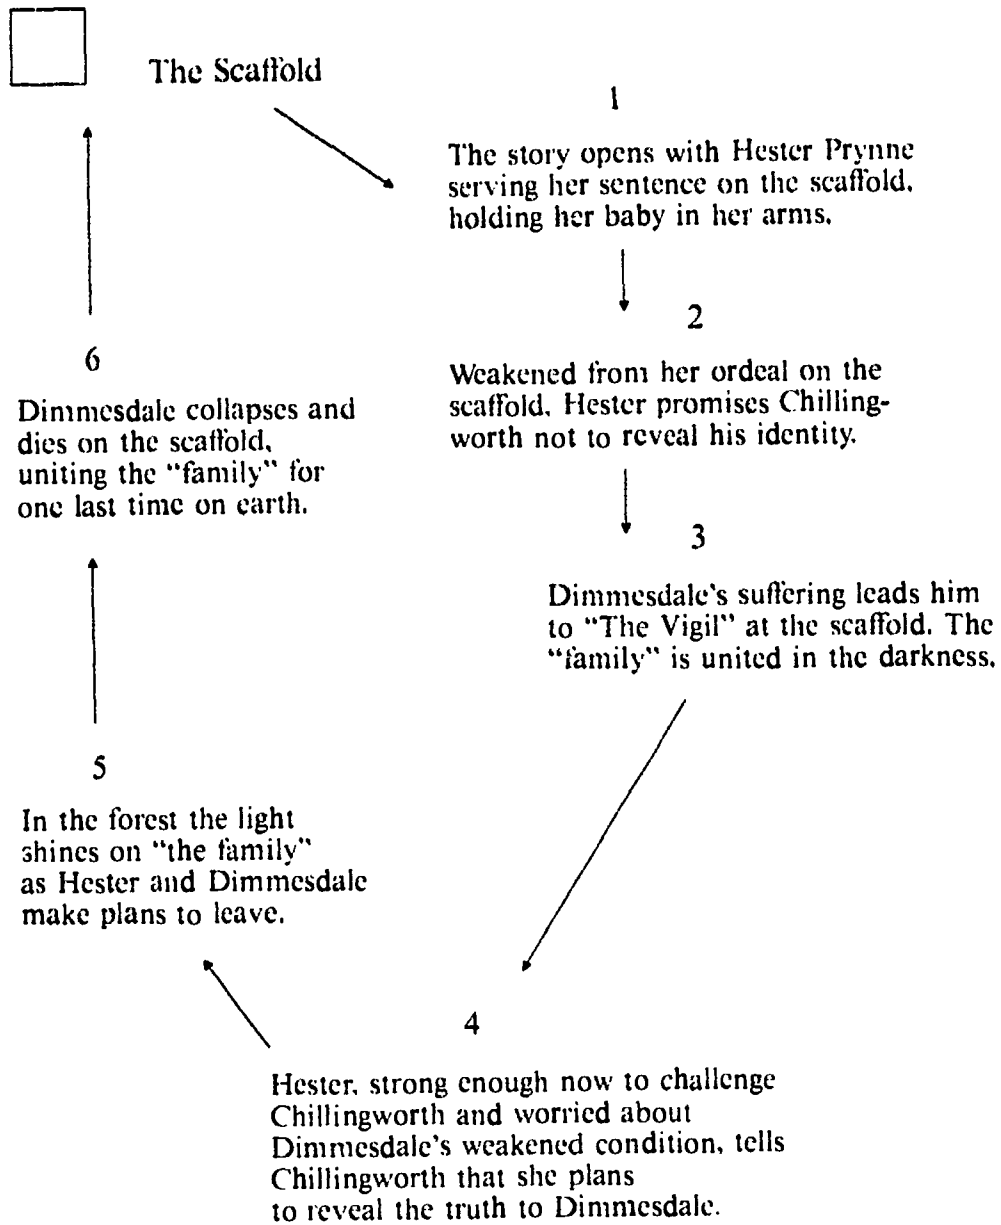 The Scaffold
1
The story opens with Hester Prynne
serving her sentence on the scaffold,
holding her baby in her arms.
2
Weakened from her ordeal on the
scaffold, Hester promises Chilling-
worth not to reveal his identity.
3
Dimmesdale's suffering leads him
to "The Vigil" at the scaffold. The
"family" is united in the darkness.
4
Hester, strong enough now to challenge
Chillingworth and worried about
Dimmesdale's weakened condition, tells
Chillingworth that she plans
to reveal the truth to Dimmesdale.
5
In the forest the light
shines on "the family"
as Hester and Dimmesdale
make plans to leave.
6
Dimmesdale collapses and
dies on the scaffold,
uniting the "family" for
one last time on earth.